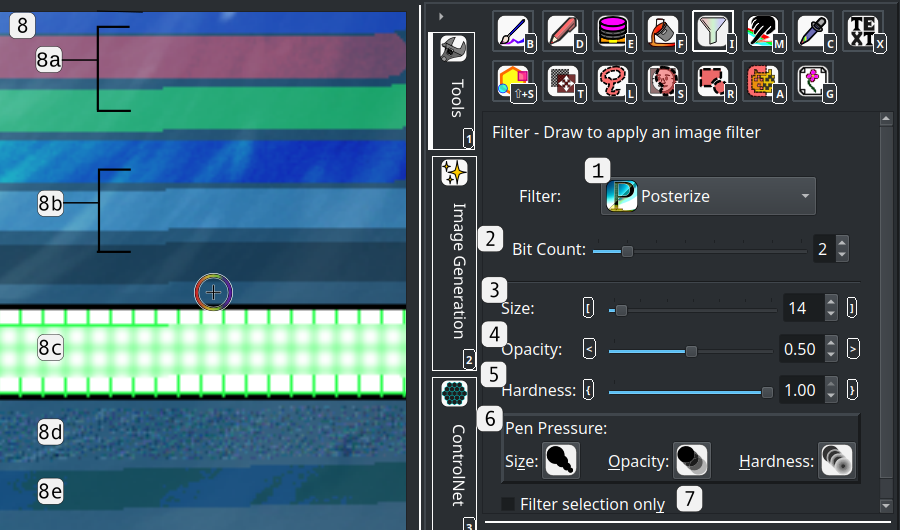 8
8a
8b
8c
8d
8e
B
D
E
F
I
M
C
TEXT
X
⇧+S
T
L
S
R
A
G
Tools
1
Image Generation
2
ControlNet
3
Filter - Draw to apply an image filter
1
Filter: P Posterize
2
Bit Count: 2
3
Size: [ 14 ]
4
Opacity: < 0.50 >
5
Hardness: { 1.00 }
6
Pen Pressure:
Size: Opacity: Hardness:
Filter selection only 7